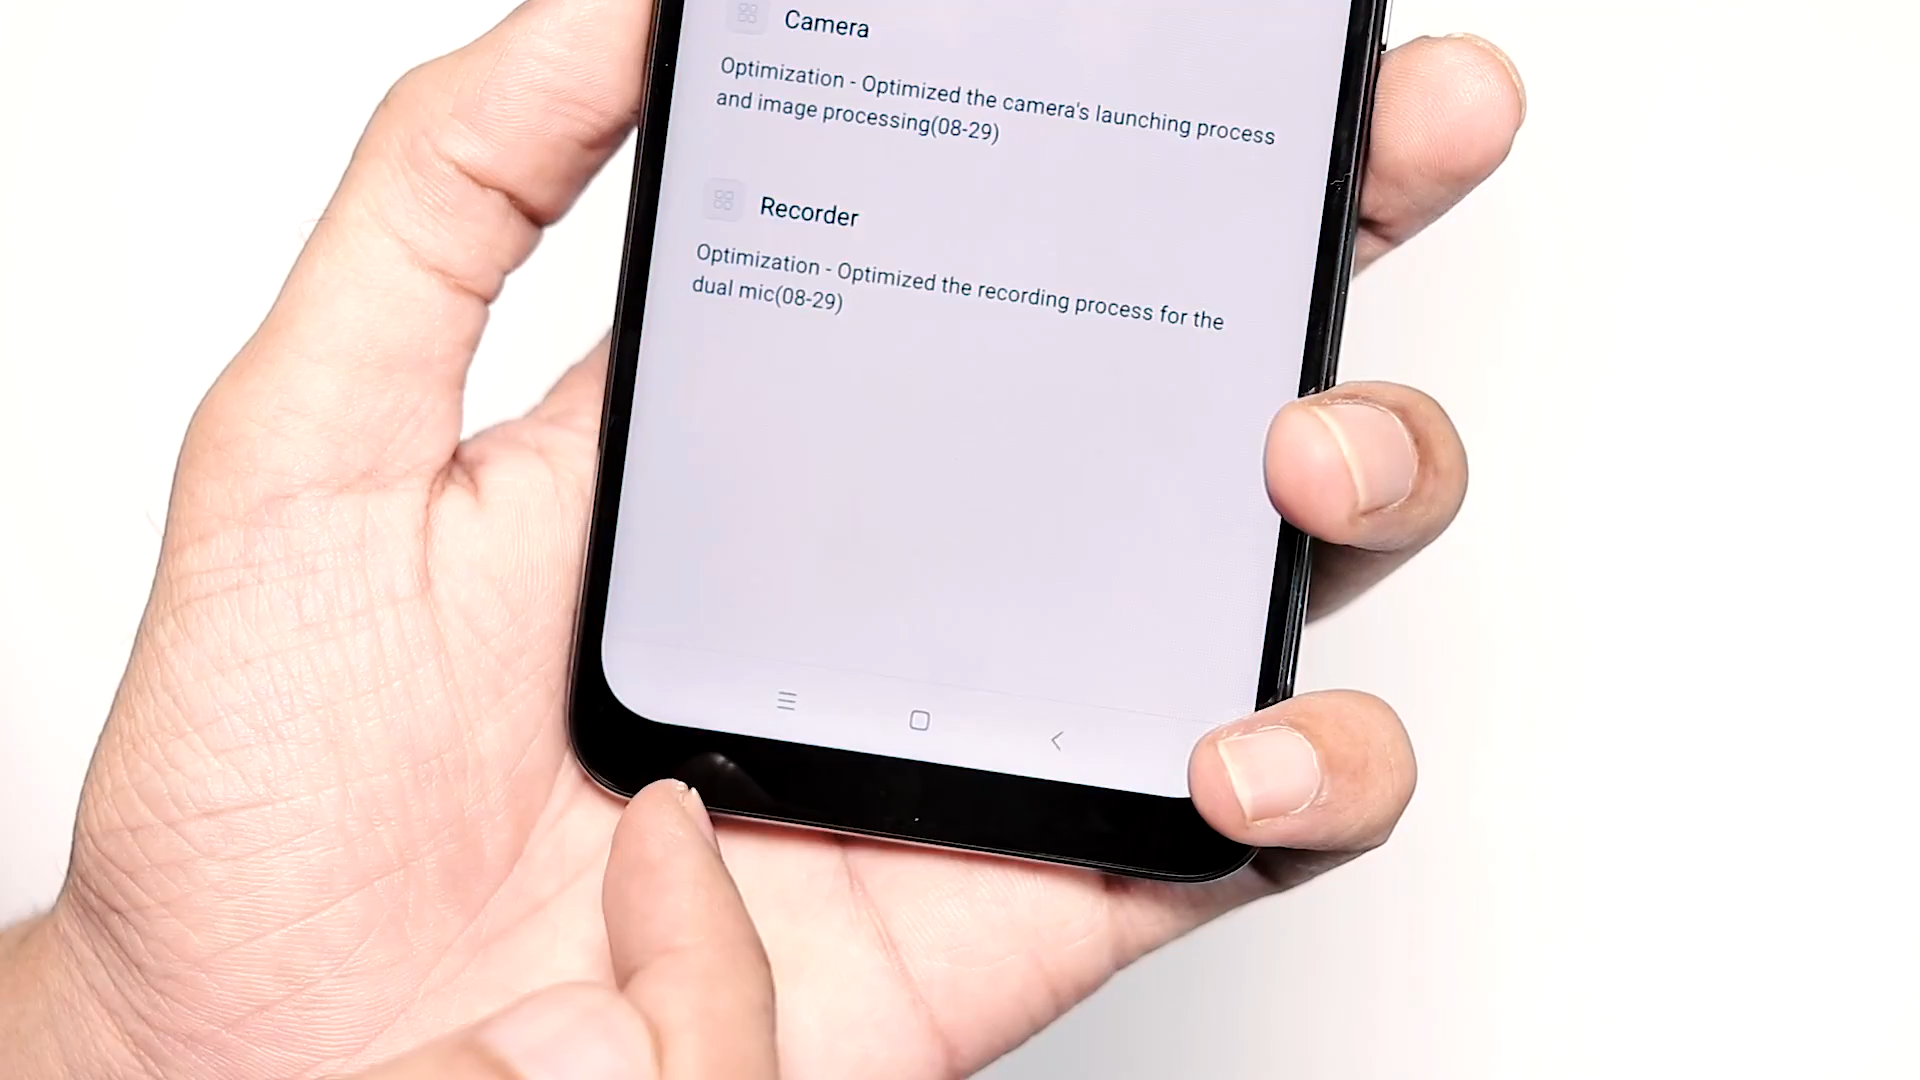 Camera
Optimization - Optimized the camera's launching process
and image processing(08-29)
Recorder
Optimization - Optimized the recording process for the
dual mic(08-29)